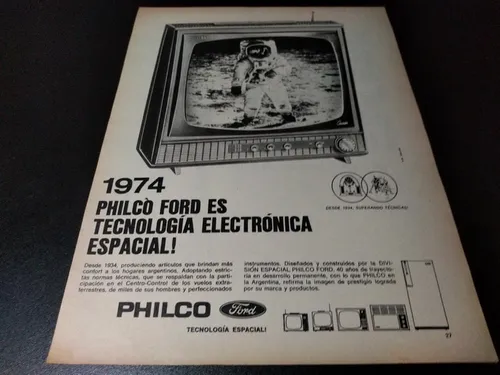 1974
PHILCO FORD ES
TECNOLOGÍA ELECTRÓNICA
ESPACIAL!
DESDE 1934, SUPERANDO TÉCNICAS!
Desde 1934, produciendo artículos que brindan más
confort a los hogares argentinos. Adoptando estric-
tas normas técnicas, que se respaldan con la parti-
cipación en el Centro-Control de los vuelos extra-
terrestres, de miles de sus hombres y perfeccionados
instrumentos. Diseñados y construidos por la DIVI-
SIÓN ESPACIAL PHILCO FORD. 40 años de trayecto-
ria en desarrollo permanente, con lo que PHILCO en
la Argentina, refirma la imagen de prestigio lograda
por su marca y productos.
PHILCO Ford
TECNOLOGÍA ESPACIAL!
27